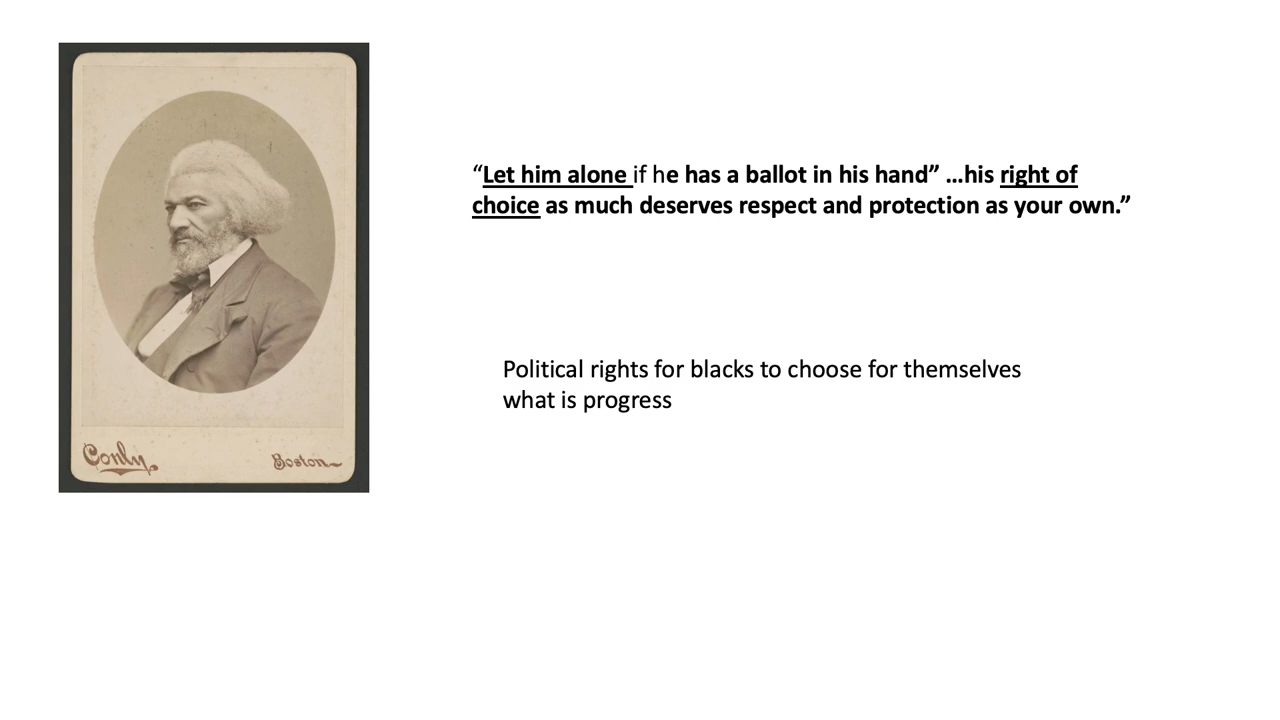 “Let him alone if he has a ballot in his hand” …his right of
choice as much deserves respect and protection as your own.”
Political rights for blacks to choose for themselves
what is progress
Conly
Boston